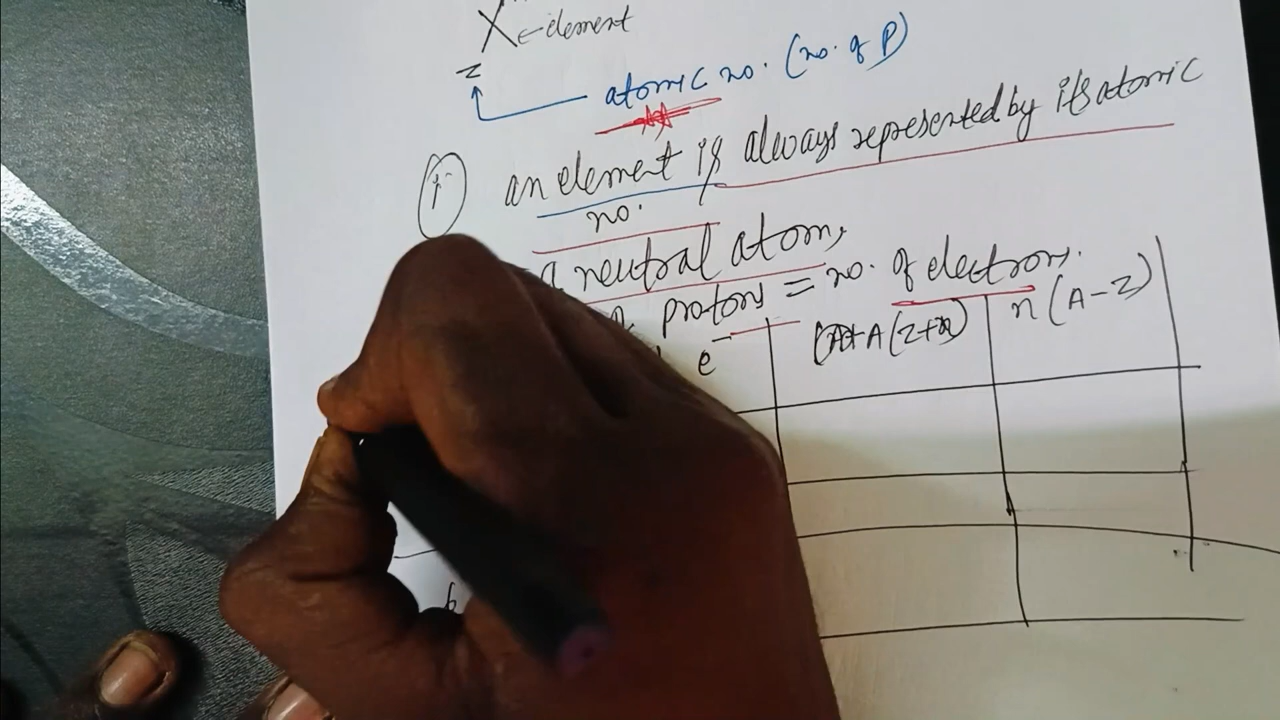 X ← element
Z
atomic no. (no. of P)
an element is always represented by its atomic
no.
a neutral atom,
protons = no. of electrons.
e⁻ A (Z+n) n (A-Z)